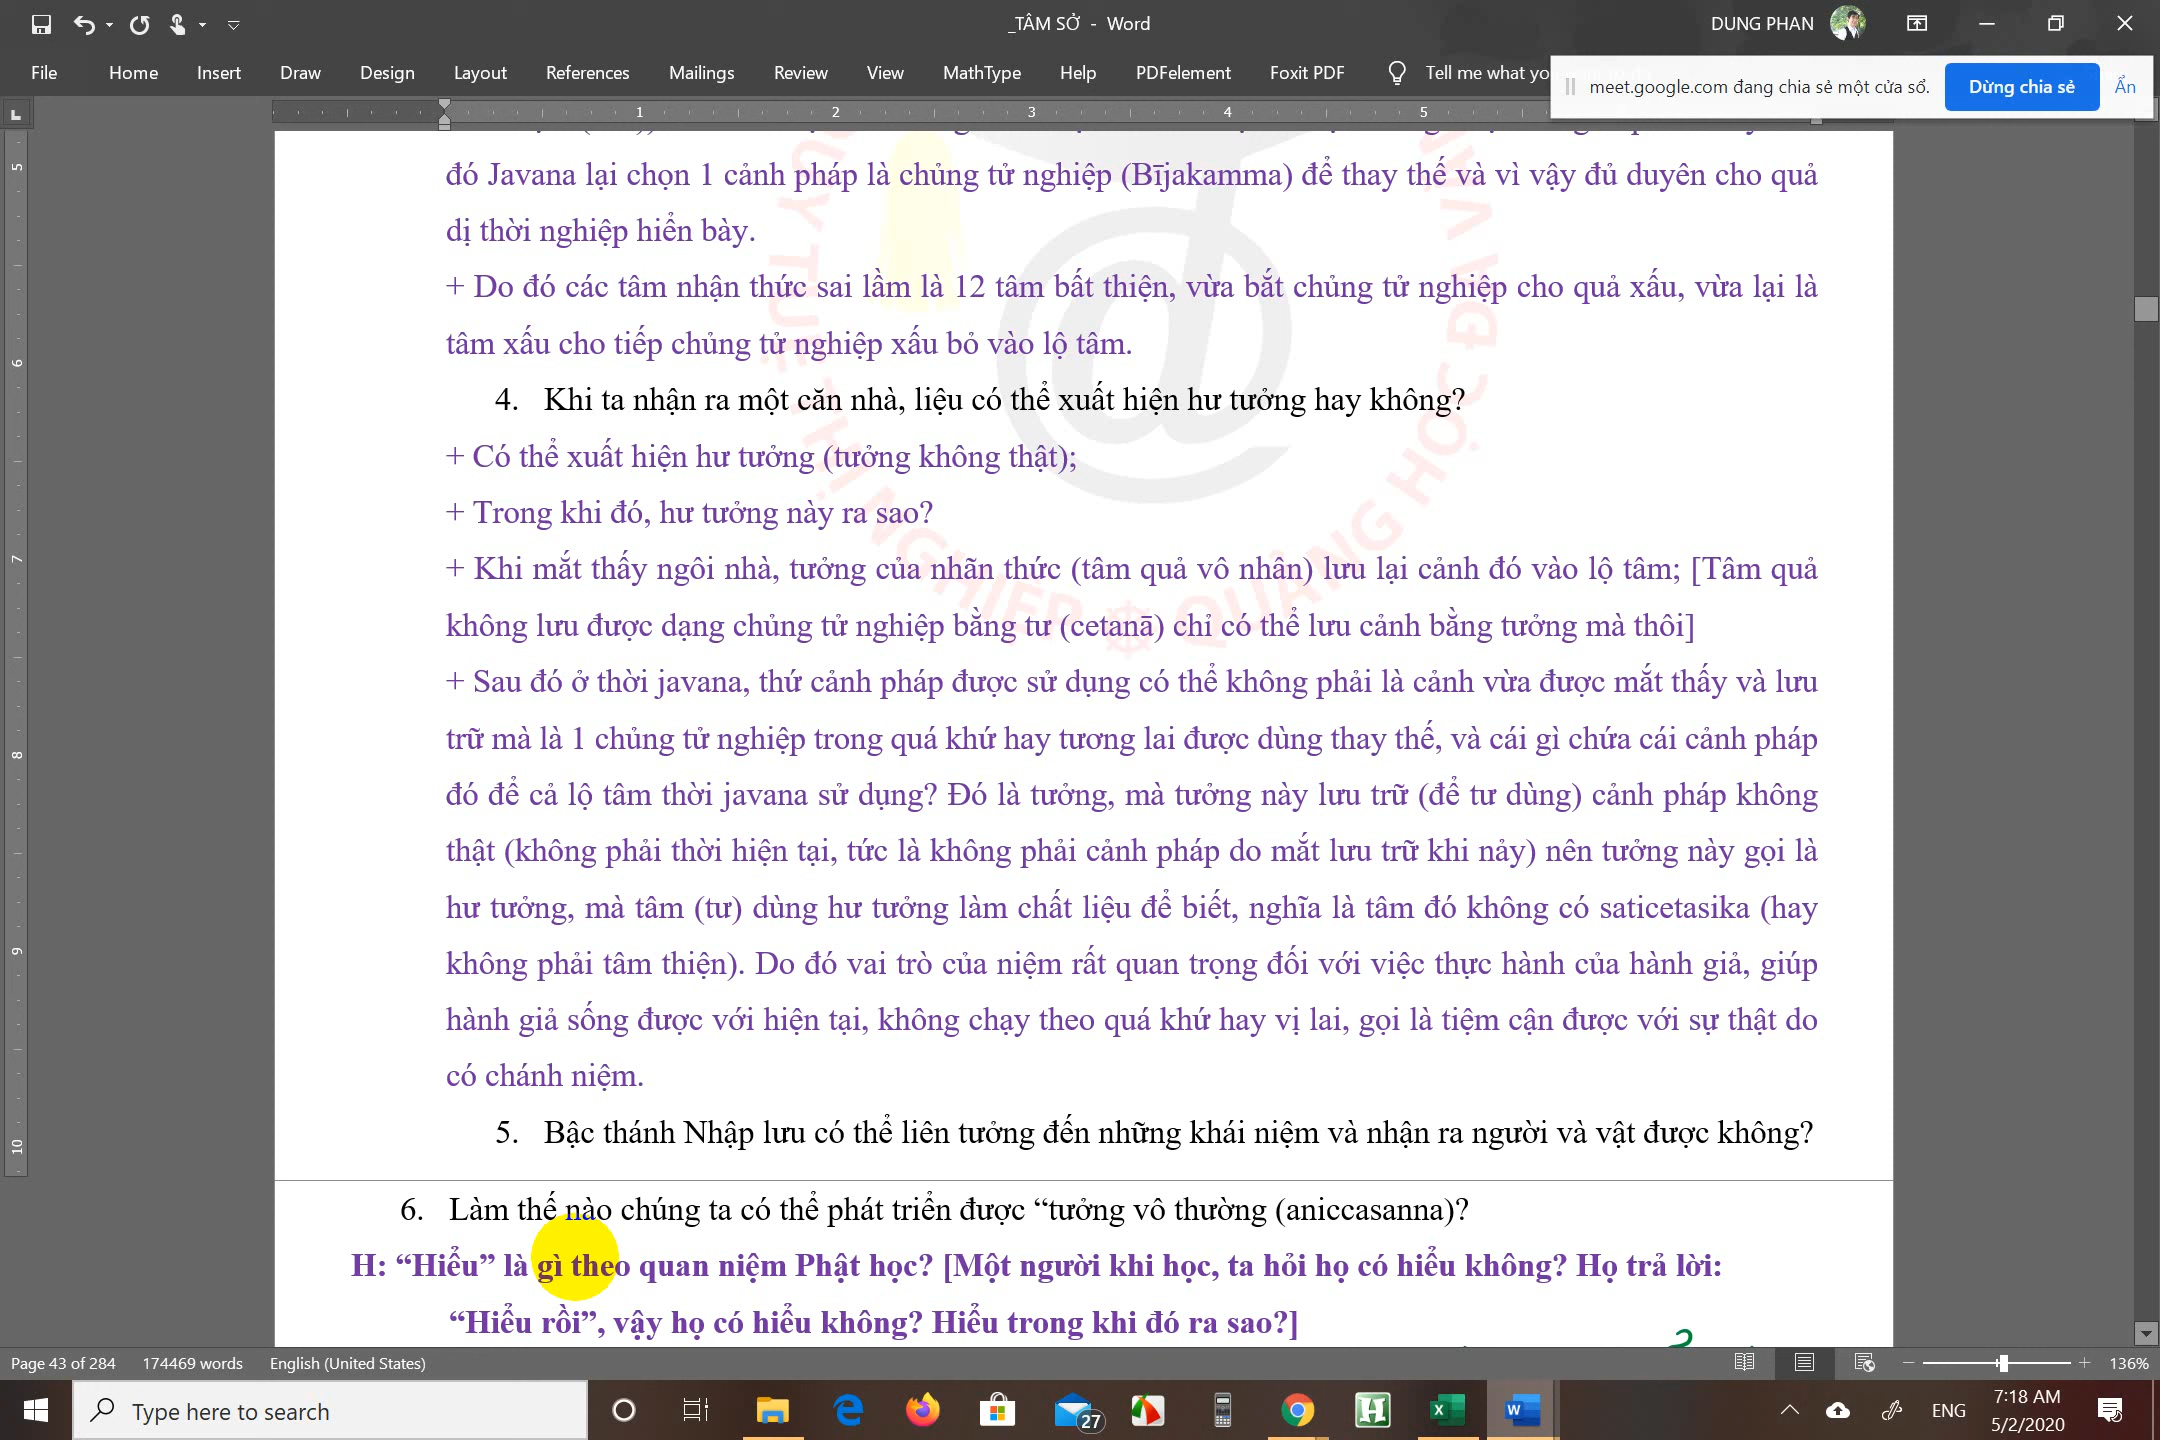 _TÂM SỞ - Word
DUNG PHAN
File Home Insert Draw Design Layout References Mailings Review View MathType Help PDFelement Foxit PDF Tell me what you
meet.google.com đang chia sẻ một cửa sổ. Dừng chia sẻ Ẩn
1 2 3 4 5
đó Javana lại chọn 1 cảnh pháp là chủng tử nghiệp (Bījakamma) để thay thế và vì vậy đủ duyên cho quả
dị thời nghiệp hiển bày.
+ Do đó các tâm nhận thức sai lầm là 12 tâm bất thiện, vừa bắt chủng tử nghiệp cho quả xấu, vừa lại là
tâm xấu cho tiếp chủng tử nghiệp xấu bỏ vào lộ tâm.
4. Khi ta nhận ra một căn nhà, liệu có thể xuất hiện hư tưởng hay không?
+ Có thể xuất hiện hư tưởng (tưởng không thật);
+ Trong khi đó, hư tưởng này ra sao?
+ Khi mắt thấy ngôi nhà, tưởng của nhãn thức (tâm quả vô nhân) lưu lại cảnh đó vào lộ tâm; [Tâm quả
không lưu được dạng chủng tử nghiệp bằng tư (cetanā) chỉ có thể lưu cảnh bằng tưởng mà thôi]
+ Sau đó ở thời javana, thứ cảnh pháp được sử dụng có thể không phải là cảnh vừa được mắt thấy và lưu
trữ mà là 1 chủng tử nghiệp trong quá khứ hay tương lai được dùng thay thế, và cái gì chứa cái cảnh pháp
đó để cả lộ tâm thời javana sử dụng? Đó là tưởng, mà tưởng này lưu trữ (để tư dùng) cảnh pháp không
thật (không phải thời hiện tại, tức là không phải cảnh pháp do mắt lưu trữ khi nảy) nên tưởng này gọi là
hư tưởng, mà tâm (tư) dùng hư tưởng làm chất liệu để biết, nghĩa là tâm đó không có saticetasika (hay
không phải tâm thiện). Do đó vai trò của niệm rất quan trọng đối với việc thực hành của hành giả, giúp
hành giả sống được với hiện tại, không chạy theo quá khứ hay vị lai, gọi là tiệm cận được với sự thật do
có chánh niệm.
5. Bậc thánh Nhập lưu có thể liên tưởng đến những khái niệm và nhận ra người và vật được không?
6. Làm thế nào chúng ta có thể phát triển được “tưởng vô thường (aniccasanna)?
H: “Hiểu” là gì theo quan niệm Phật học? [Một người khi học, ta hỏi họ có hiểu không? Họ trả lời:
“Hiểu rồi”, vậy họ có hiểu không? Hiểu trong khi đó ra sao?]
Page 43 of 284 174469 words English (United States) 136%
Type here to search
27
ENG
7:18 AM
5/2/2020